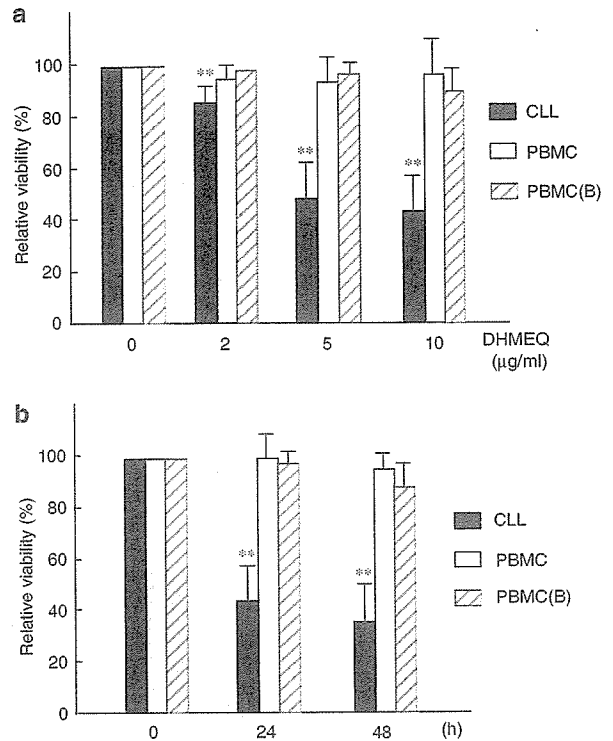 a
Relative viability (%)
100
80
60
40
20
0
**
**
**
CLL
PBMC
PBMC(B)
0 2 5 10 DHMEQ
(µg/ml)
b
Relative viability (%)
100
80
60
40
20
0
**
**
CLL
PBMC
PBMC(B)
0 24 48 (h)